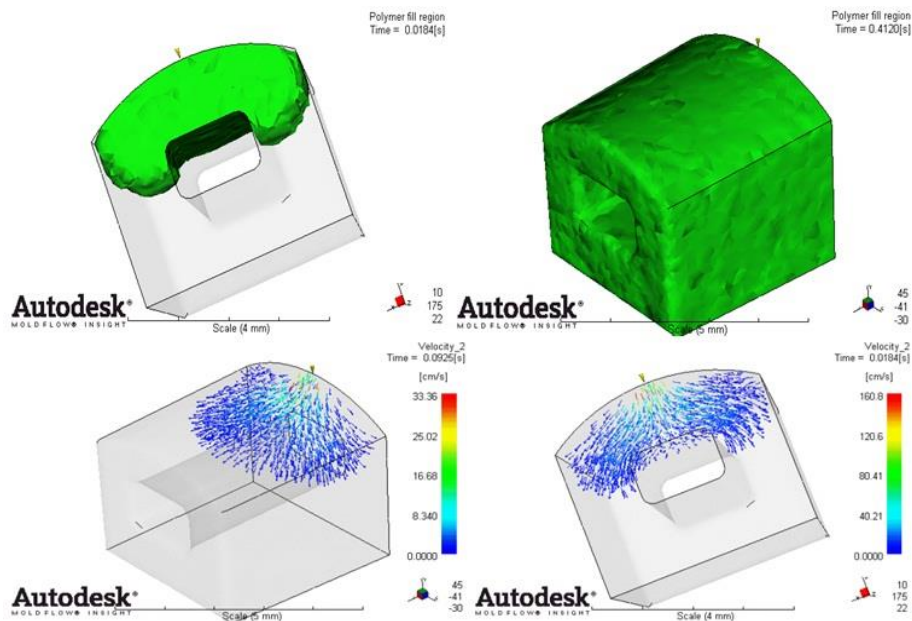 Polymer fill region
Time = 0.0184[s]
Autodesk®
MOLDFLOW® INSIGHT
Scale (4 mm)
10
175
22
Polymer fill region
Time = 0.4120[s]
Autodesk®
MOLDFLOW® INSIGHT
Scale (5 mm)
45
-41
-30
Velocity_2
Time = 0.0925[s]
[cm/s]
33.36
25.02
16.68
8.340
0.0000
Autodesk®
MOLDFLOW® INSIGHT
Scale (5 mm)
45
-41
-30
Velocity_2
Time = 0.0184[s]
[cm/s]
160.8
120.6
80.41
40.21
0.0000
Autodesk®
MOLDFLOW® INSIGHT
Scale (4 mm)
10
175
22